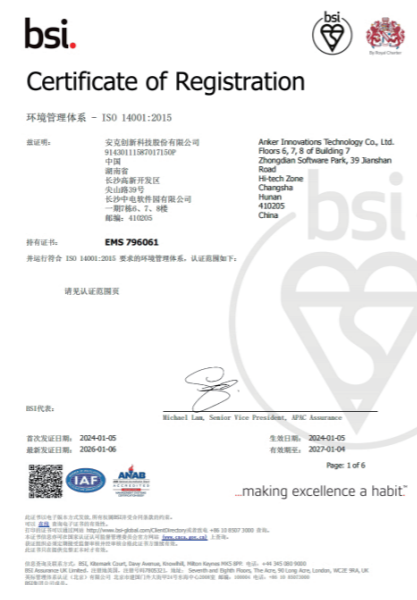 bsi.
bsi
By Royal Charter
Certificate of Registration
环境管理体系 - ISO 14001:2015
兹证明:
安克创新科技股份有限公司
9143011158701​7150P
中国
湖南省
长沙高新开发区
尖山路39号
长沙中电软件园有限公司
一期7栋6、7、8楼
邮编: 410205
Anker Innovations Technology Co., Ltd.
Floors 6, 7, 8 of Building 7
Zhongdian Software Park, 39 Jianshan
Road
Hi-tech Zone
Changsha
Hunan
410205
China
持有证书:
EMS 796061
并运行符合 ISO 14001:2015 要求的环境管理体系,认证范围如下:
请见认证范围页
bsi
BSI代表:
Michael Lam, Senior Vice President, APAC Assurance
首次发证日期: 2024-01-05
生效日期: 2024-01-05
最新发证日期: 2026-01-06
有效期至: 2027-01-04
Page: 1 of 6
IAF
ANAB
ACCREDITED
...making excellence a habit.™